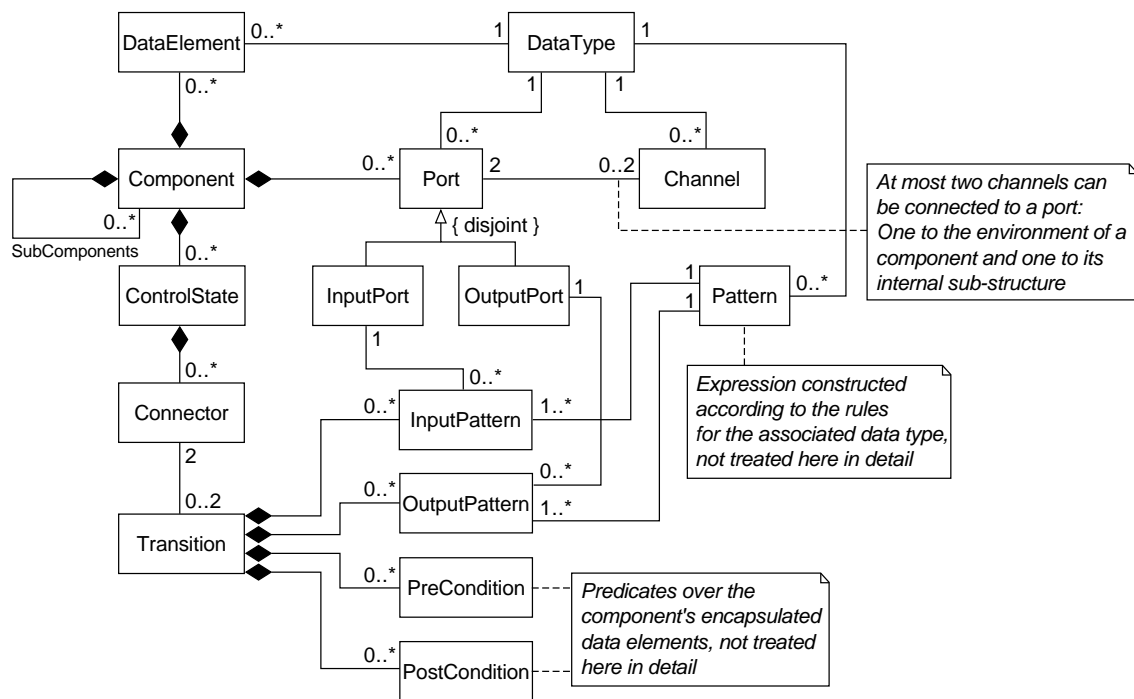 DataElement
0..*
1
DataType
1
0..*
1
1
0..*
0..*
Component
0..*
Port
2
0..2
Channel
0..*
SubComponents
0..*
{ disjoint }
At most two channels can
be connected to a port:
One to the environment of a
component and one to its
internal sub-structure
ControlState
InputPort
OutputPort
1
1
1
Pattern
0..*
1
0..*
0..*
Connector
2
0..*
InputPattern
1..*
Expression constructed
according to the rules
for the associated data type,
not treated here in detail
0..2
0..*
OutputPattern
0..*
1..*
Transition
0..*
PreCondition
Predicates over the
component's encapsulated
data elements, not treated
here in detail
0..*
PostCondition